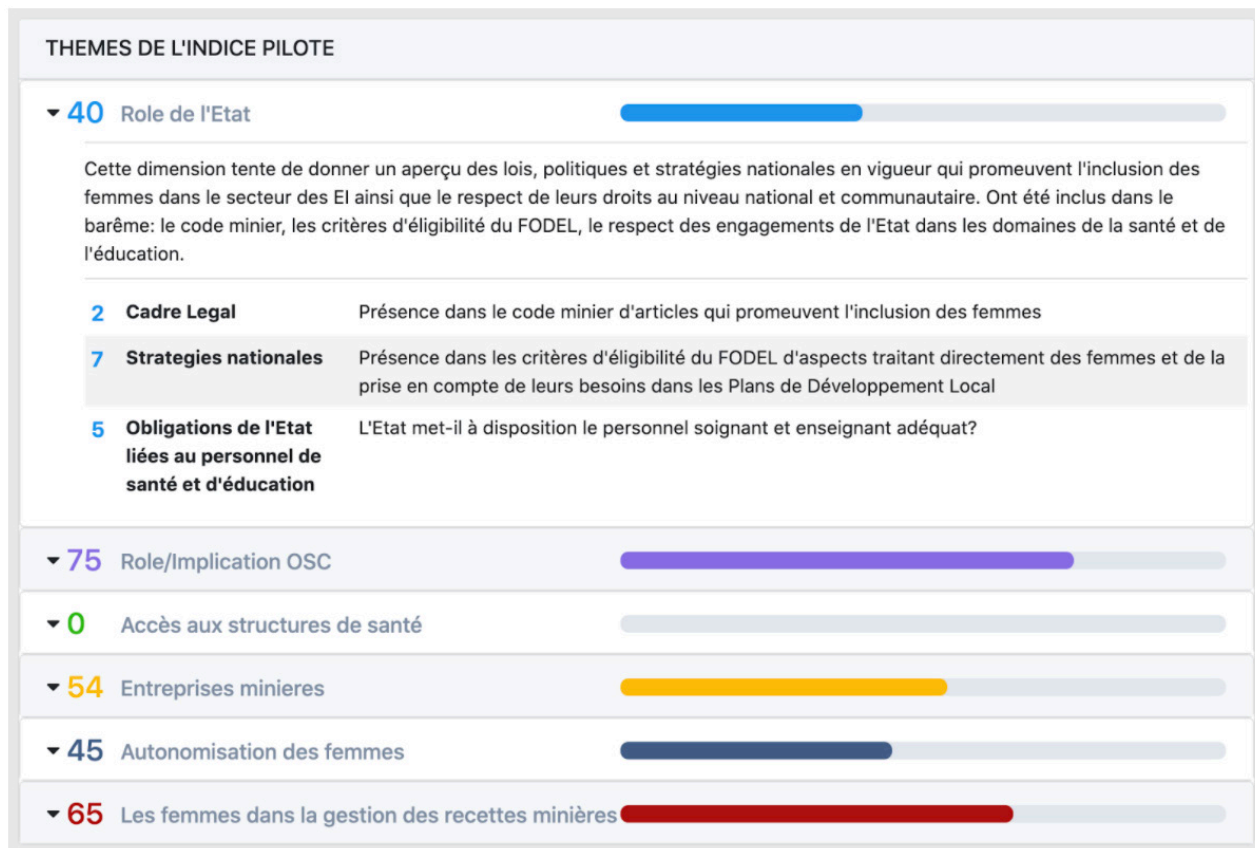 THEMES DE L'INDICE PILOTE
40 Role de l'Etat
Cette dimension tente de donner un aperçu des lois, politiques et stratégies nationales en vigueur qui promeuvent l'inclusion des
femmes dans le secteur des EI ainsi que le respect de leurs droits au niveau national et communautaire. Ont été inclus dans le
barême: le code minier, les critères d'éligibilité du FODEL, le respect des engagements de l'Etat dans les domaines de la santé et de
l'éducation.
2 Cadre Legal Présence dans le code minier d'articles qui promeuvent l'inclusion des femmes
7 Strategies nationales Présence dans les critères d'éligibilité du FODEL d'aspects traitant directement des femmes et de la
prise en compte de leurs besoins dans les Plans de Développement Local
5 Obligations de l'Etat L'Etat met-il à disposition le personnel soignant et enseignant adéquat?
liées au personnel de
santé et d'éducation
75 Role/Implication OSC
0 Accès aux structures de santé
54 Entreprises minieres
45 Autonomisation des femmes
65 Les femmes dans la gestion des recettes minières